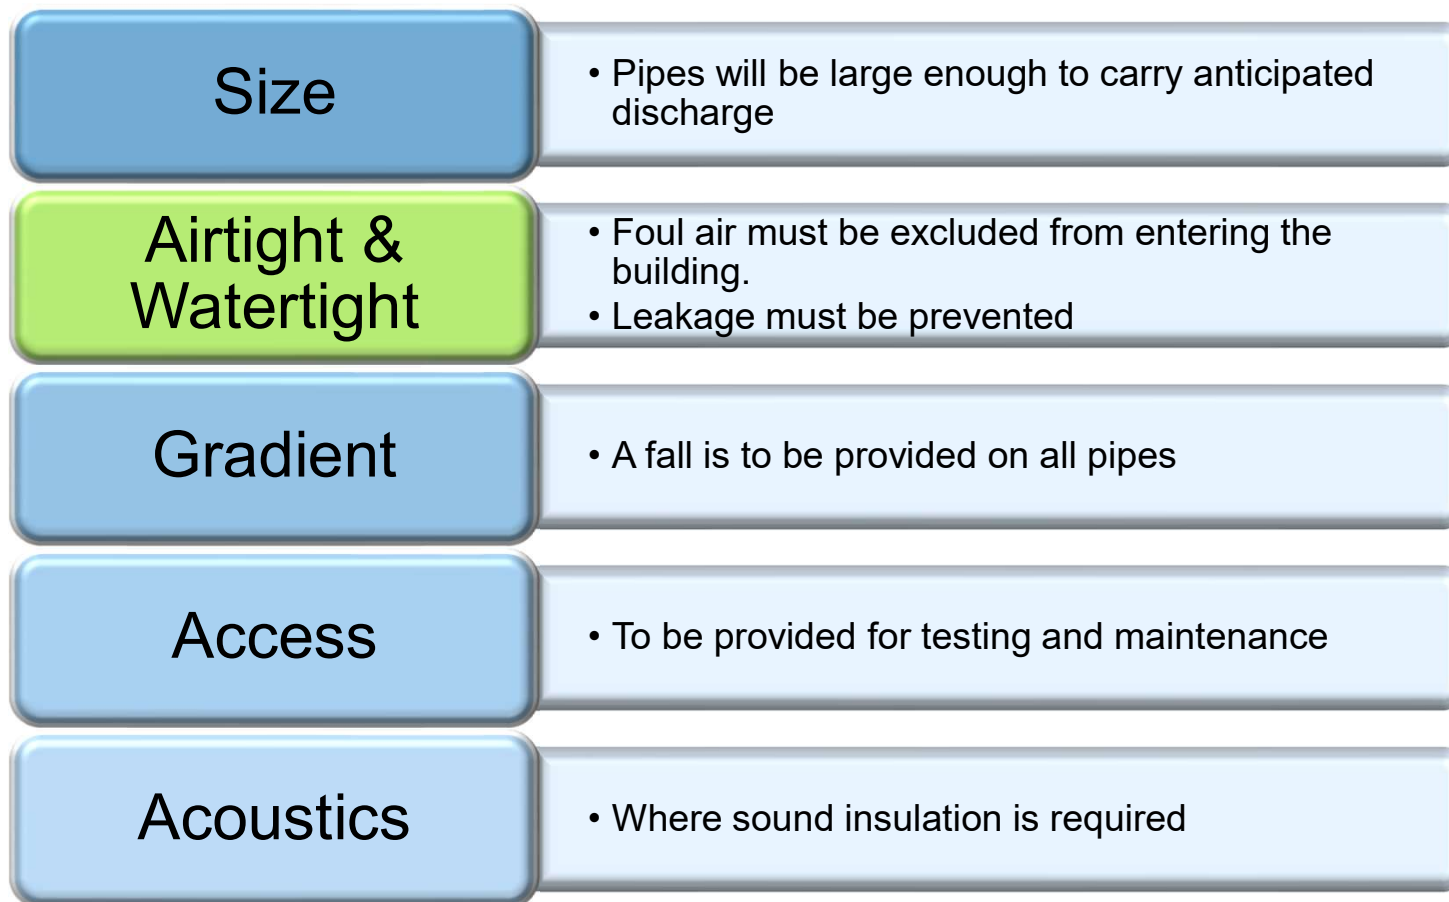 Size
• Pipes will be large enough to carry anticipated
discharge
Airtight &
Watertight
• Foul air must be excluded from entering the
building.
• Leakage must be prevented
Gradient
• A fall is to be provided on all pipes
Access
• To be provided for testing and maintenance
Acoustics
• Where sound insulation is required